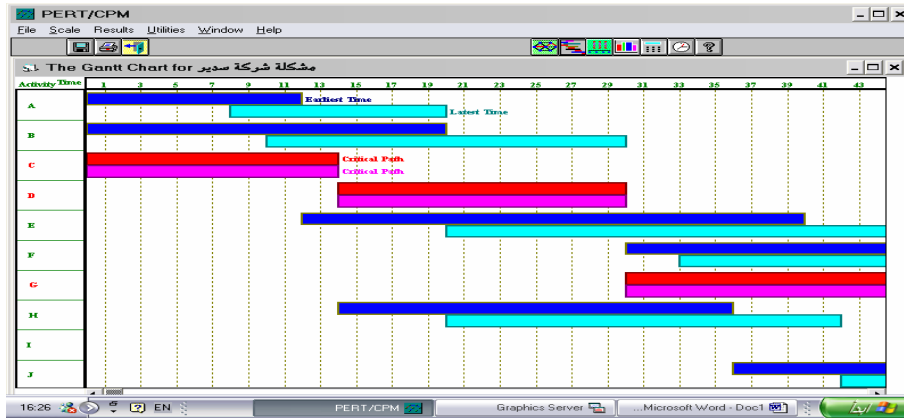 PERT/CPM
File Scale Results Utilities Window Help
The Gantt Chart for مشكلة شركة سدير
Activity Time 1 3 5 7 9 11 13 15 17 19 21 23 25 27 29 31 33 35 37 39 41 43
A Earliest Time
Latest Time
B
C Critical Path
Critical Path
D
E
F
G
H
I
J
16:26 EN PERT/CPM Graphics Server ...Microsoft Word - Doc1